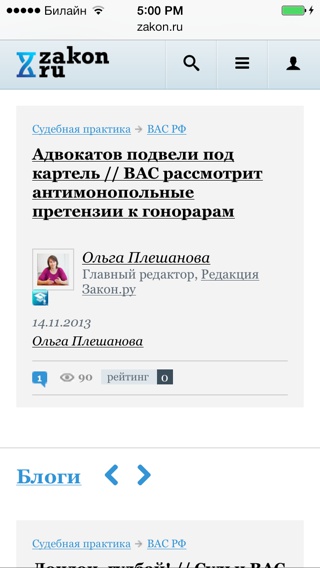 Билайн 5:00 PM
zakon.ru
zakon
ru
Судебная практика → ВАС РФ
Адвокатов подвели под
картель // ВАС рассмотрит
антимонопольные
претензии к гонорарам
Ольга Плешанова
Главный редактор, Редакция
Закон.ру
14.11.2013
Ольга Плешанова
1 90 рейтинг 0
Блоги
Судебная практика → ВАС РФ